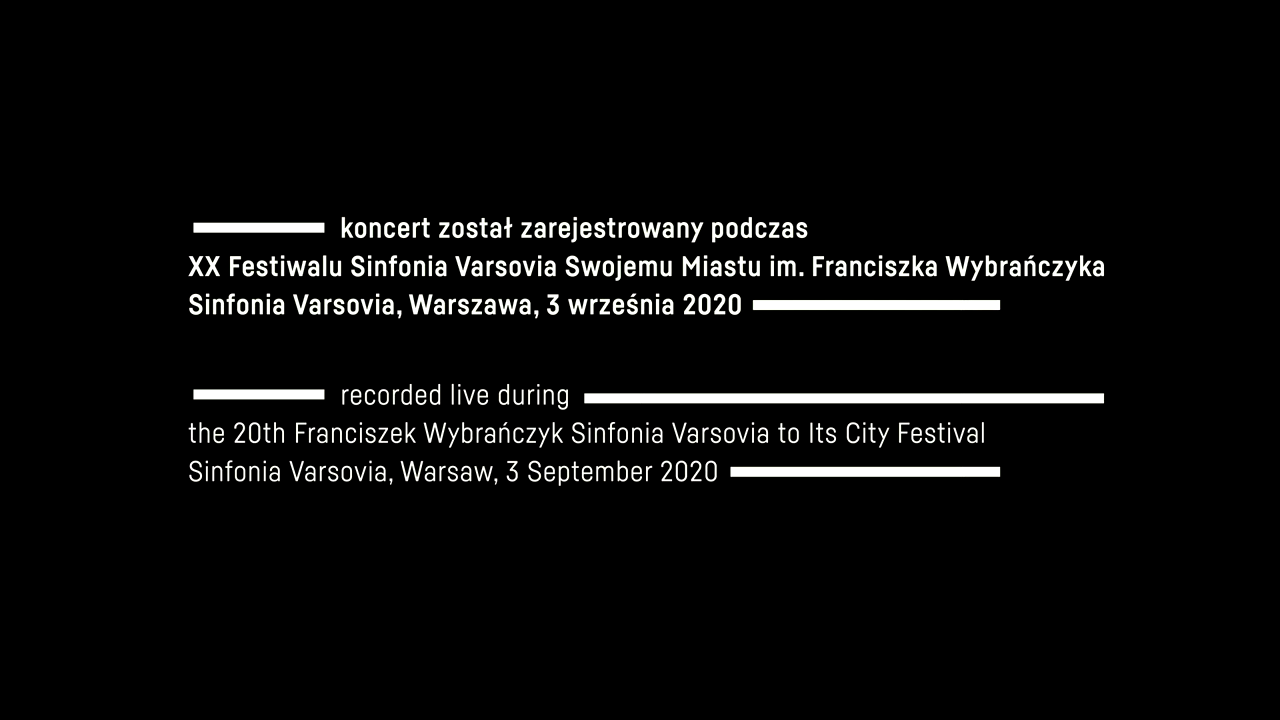 koncert został zarejestrowany podczas
XX Festiwalu Sinfonia Varsovia Swojemu Miastu im. Franciszka Wybrańczyka
Sinfonia Varsovia, Warszawa, 3 września 2020
recorded live during
the 20th Franciszek Wybrańczyk Sinfonia Varsovia to Its City Festival
Sinfonia Varsovia, Warsaw, 3 September 2020